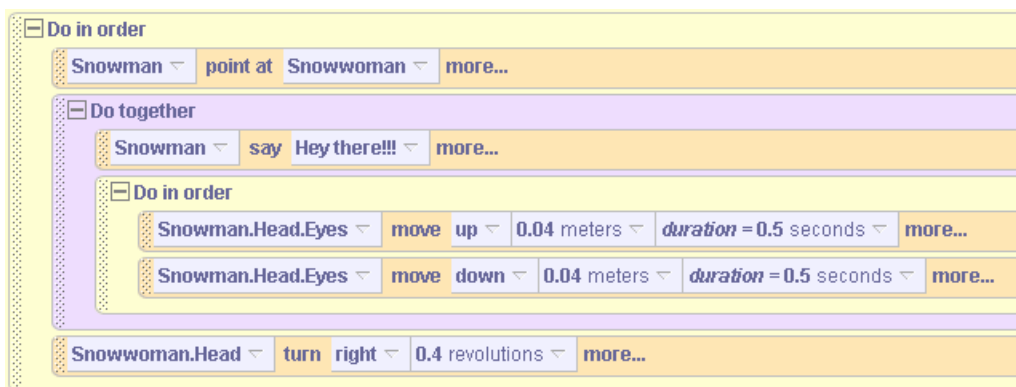 Do in order
Snowman point at Snowwoman more...
Do together
Snowman say Hey there!!! more...
Do in order
Snowman.Head.Eyes move up 0.04 meters duration = 0.5 seconds more...
Snowman.Head.Eyes move down 0.04 meters duration = 0.5 seconds more...
Snowwoman.Head turn right 0.4 revolutions more...